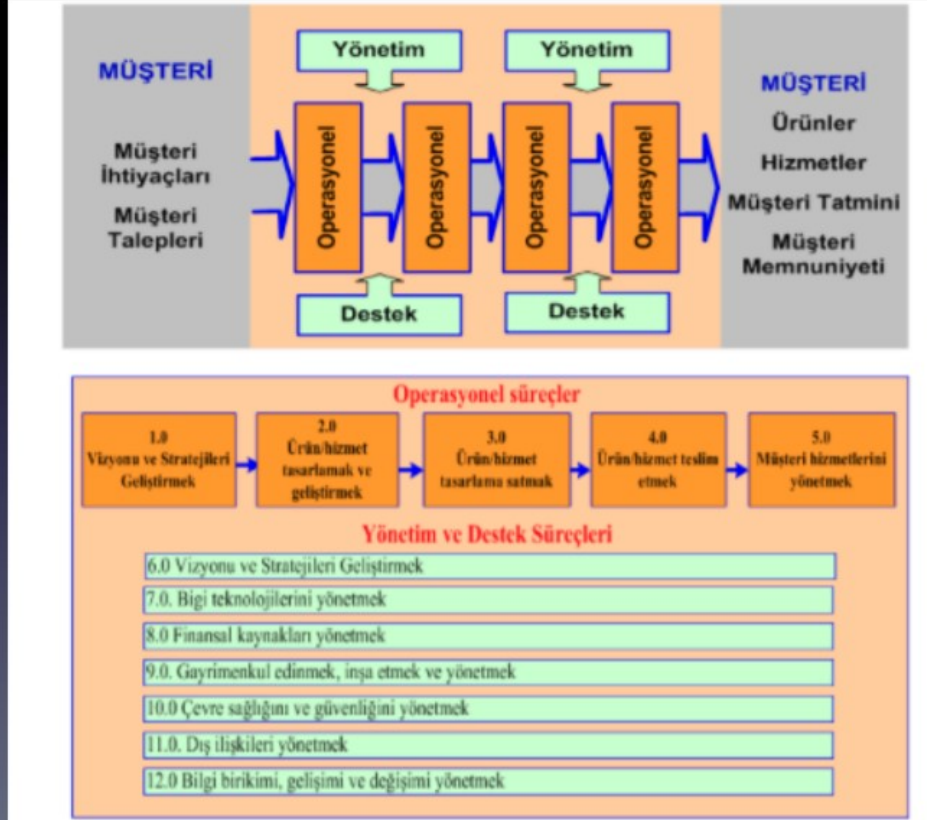 MÜŞTERİ
Müşteri
İhtiyaçları
Müşteri
Talepleri
Yönetim
Yönetim
Operasyonel
Operasyonel
Operasyonel
Operasyonel
Destek
Destek
MÜŞTERİ
Ürünler
Hizmetler
Müşteri Tatmini
Müşteri
Memnuniyeti
Operasyonel süreçler
1.0
Vizyonu ve Stratejileri
Geliştirmek
2.0
Ürün/hizmet
tasarlamak ve
geliştirmek
3.0
Ürün/hizmet
tasarlama satmak
4.0
Ürün/hizmet teslim
etmek
5.0
Müşteri hizmetlerini
yönetmek
Yönetim ve Destek Süreçleri
6.0 Vizyonu ve Stratejileri Geliştirmek
7.0. Bigi teknolojilerini yönetmek
8.0 Finansal kaynakları yönetmek
9.0. Gayrimenkul edinmek, inşa etmek ve yönetmek
10.0 Çevre sağlığını ve güvenliğini yönetmek
11.0. Dış ilişkileri yönetmek
12.0 Bilgi birikimi, gelişimi ve değişimi yönetmek